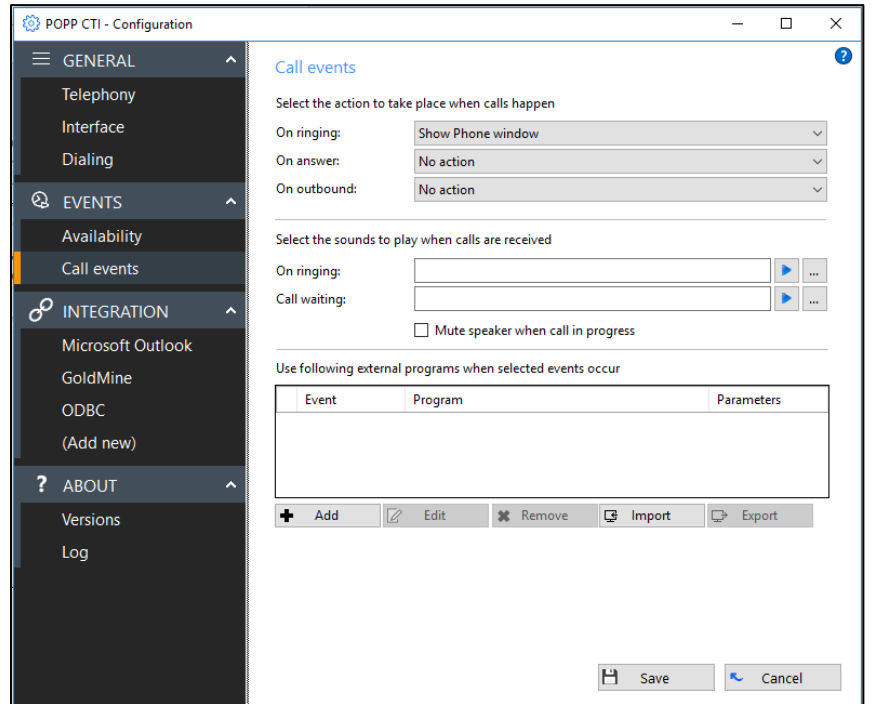 POPP CTI - Configuration
GENERAL
Telephony
Interface
Dialing
EVENTS
Availability
Call events
INTEGRATION
Microsoft Outlook
GoldMine
ODBC
(Add new)
? ABOUT
Versions
Log
?
Call events
Select the action to take place when calls happen
On ringing: Show Phone window
On answer: No action
On outbound: No action
Select the sounds to play when calls are received
On ringing: ...
Call waiting: ...
Mute speaker when call in progress
Use following external programs when selected events occur
Event Program Parameters
Add Edit Remove Import Export
Save Cancel